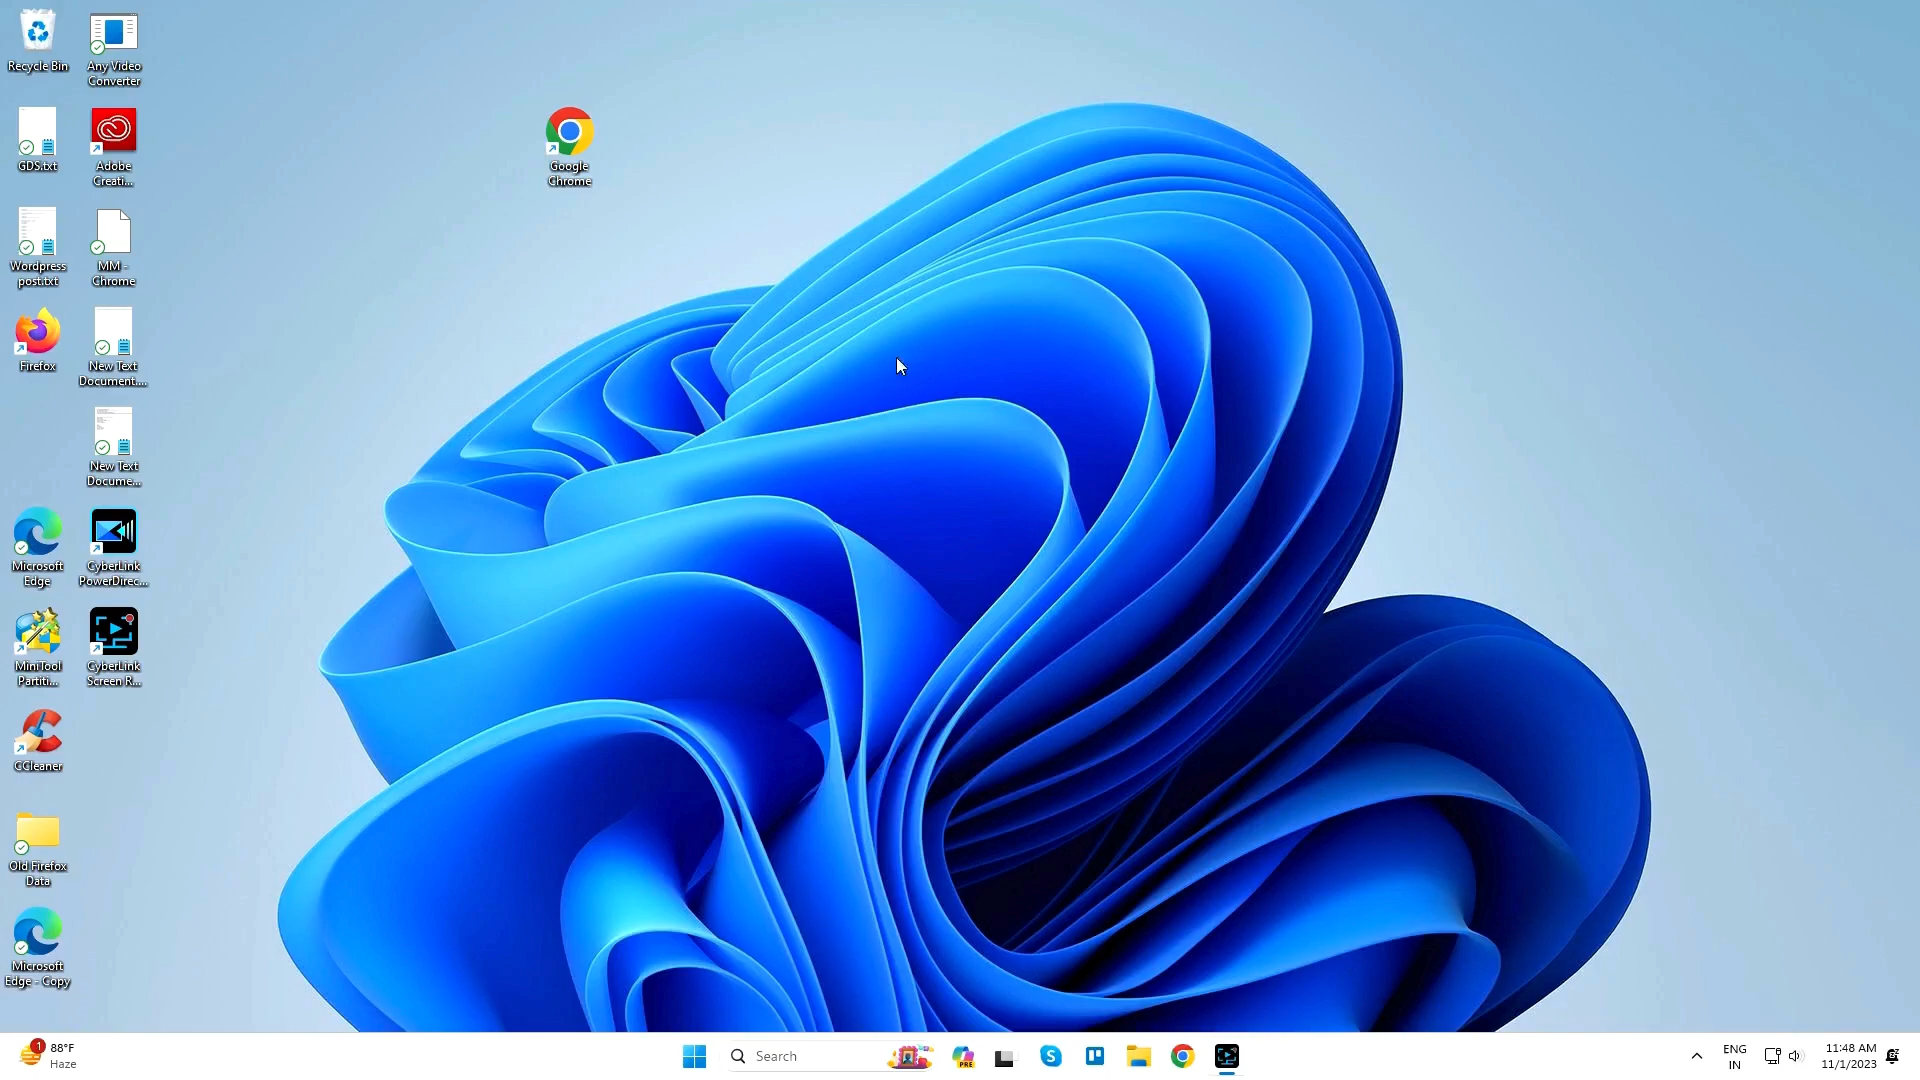 Recycle Bin
Any Video
Converter
GDS.txt
Adobe
Creati...
Google
Chrome
Wordpress
post.txt
MM -
Chrome
Firefox
New Text
Document....
New Text
Docume...
Microsoft
Edge
CyberLink
PowerDirec...
MiniTool
Partiti...
CyberLink
Screen R...
CCleaner
Old Firefox
Data
Microsoft
Edge - Copy
1
88°F
Haze
Search
PRE
ENG
IN
11:48 AM
11/1/2023